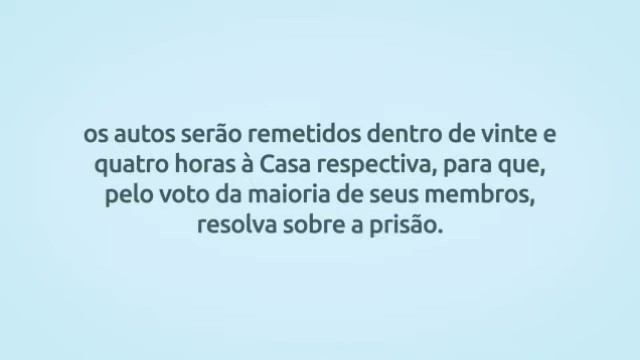 os autos serão remetidos dentro de vinte e
quatro horas à Casa respectiva, para que,
pelo voto da maioria de seus membros,
resolva sobre a prisão.